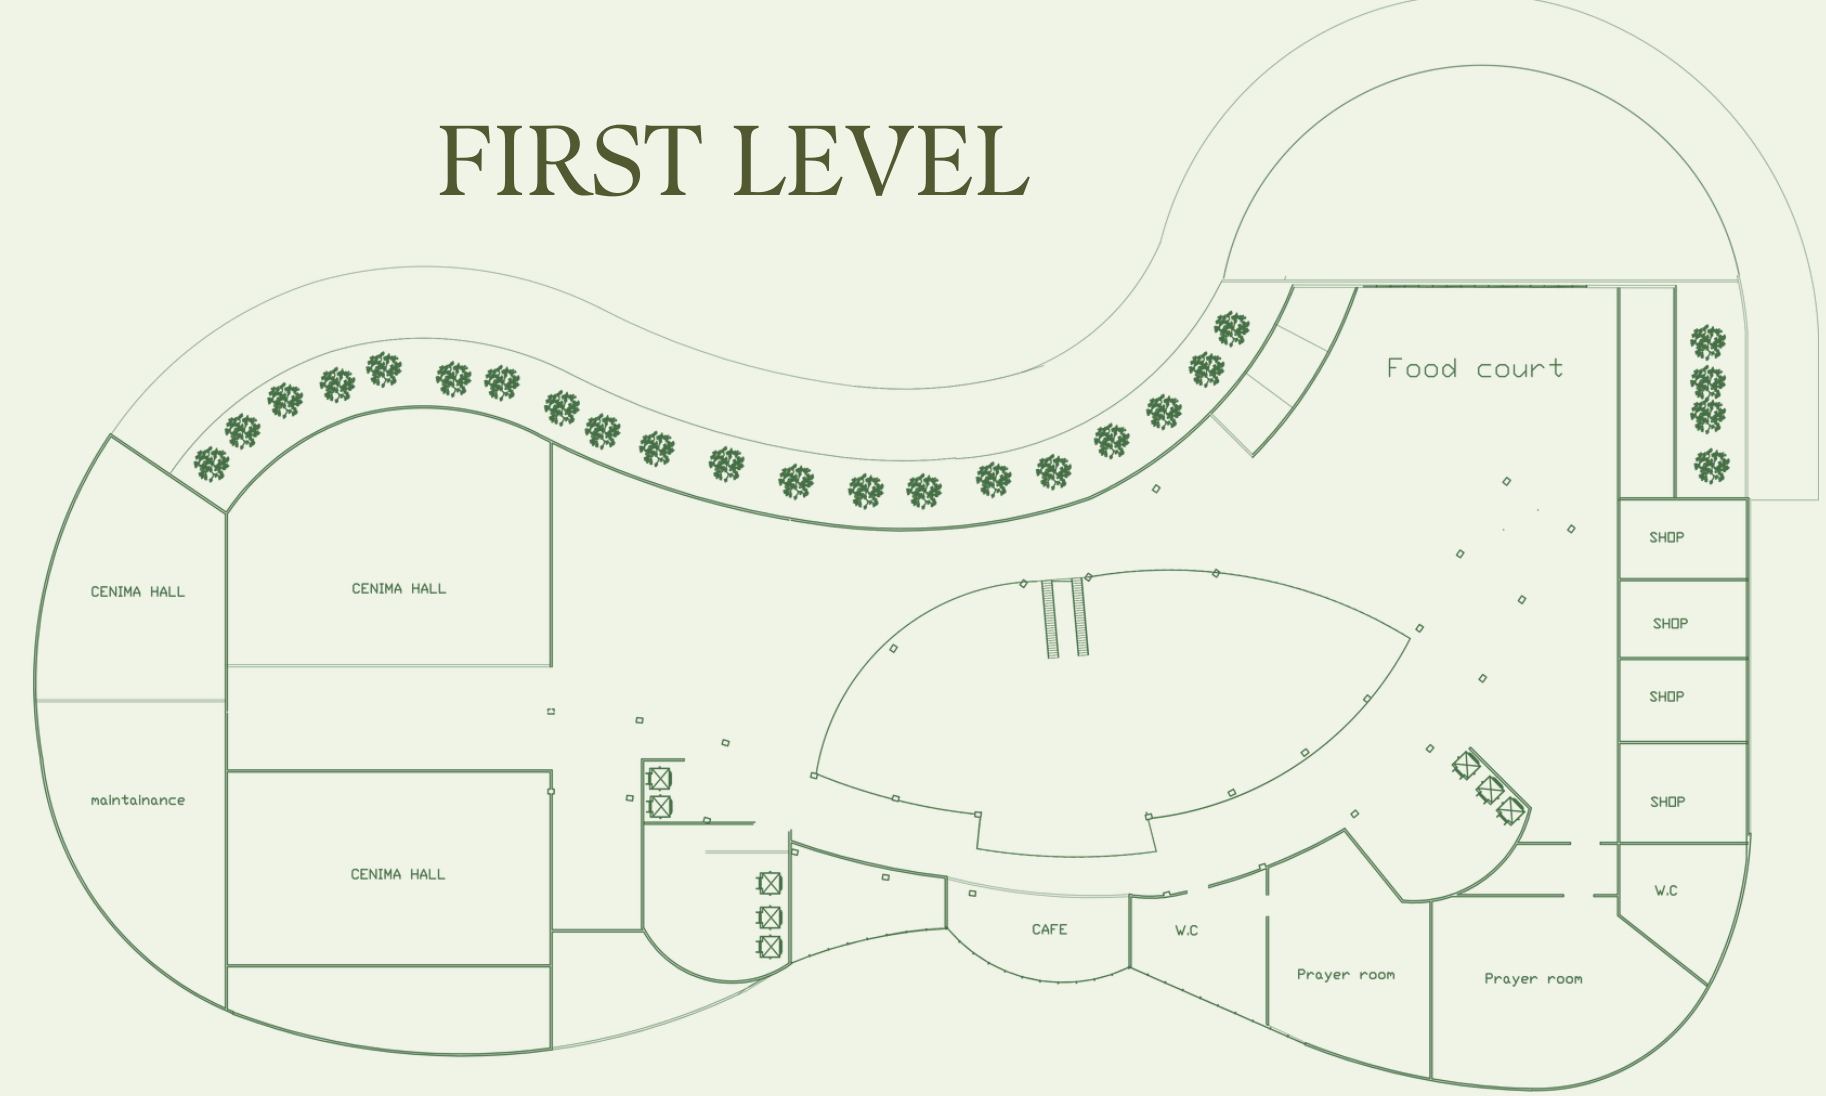 FIRST LEVEL
Food court
SHOP
CENIMA HALL
CENIMA HALL
SHOP
SHOP
maintainance
SHOP
CENIMA HALL
W.C
CAFE
W.C
Prayer room
Prayer room